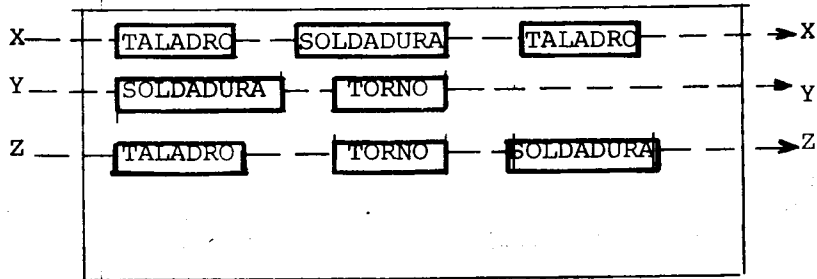 X TALADRO SOLDADURA TALADRO X
Y SOLDADURA TORNO Y
Z TALADRO TORNO SOLDADURA Z